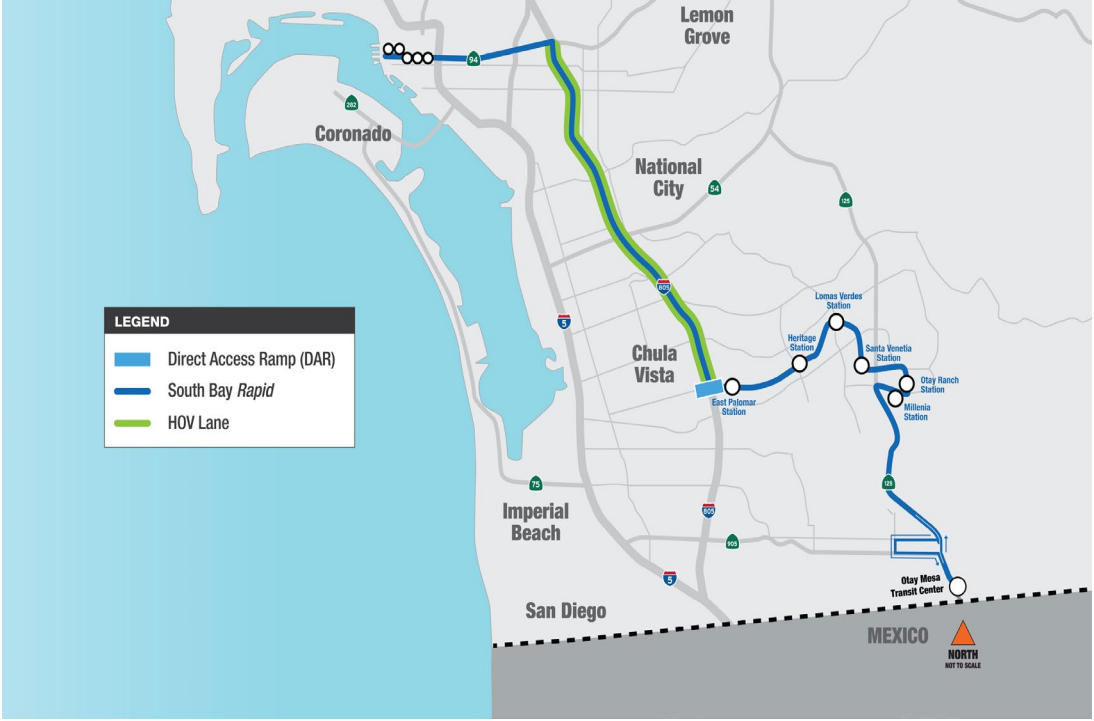 Lemon
Grove
94
282
Coronado
National
City
54
125
805
Lomas Verdes
Station
LEGEND
Direct Access Ramp (DAR)
South Bay Rapid
HOV Lane
5
Heritage
Station
Santa Venetia
Station
Chula
Vista
Otay Ranch
Station
East Palomar
Station
Millenia
Station
75
125
Imperial
Beach
805
905
5
Otay Mesa
Transit Center
San Diego
MEXICO
NORTH
NOT TO SCALE